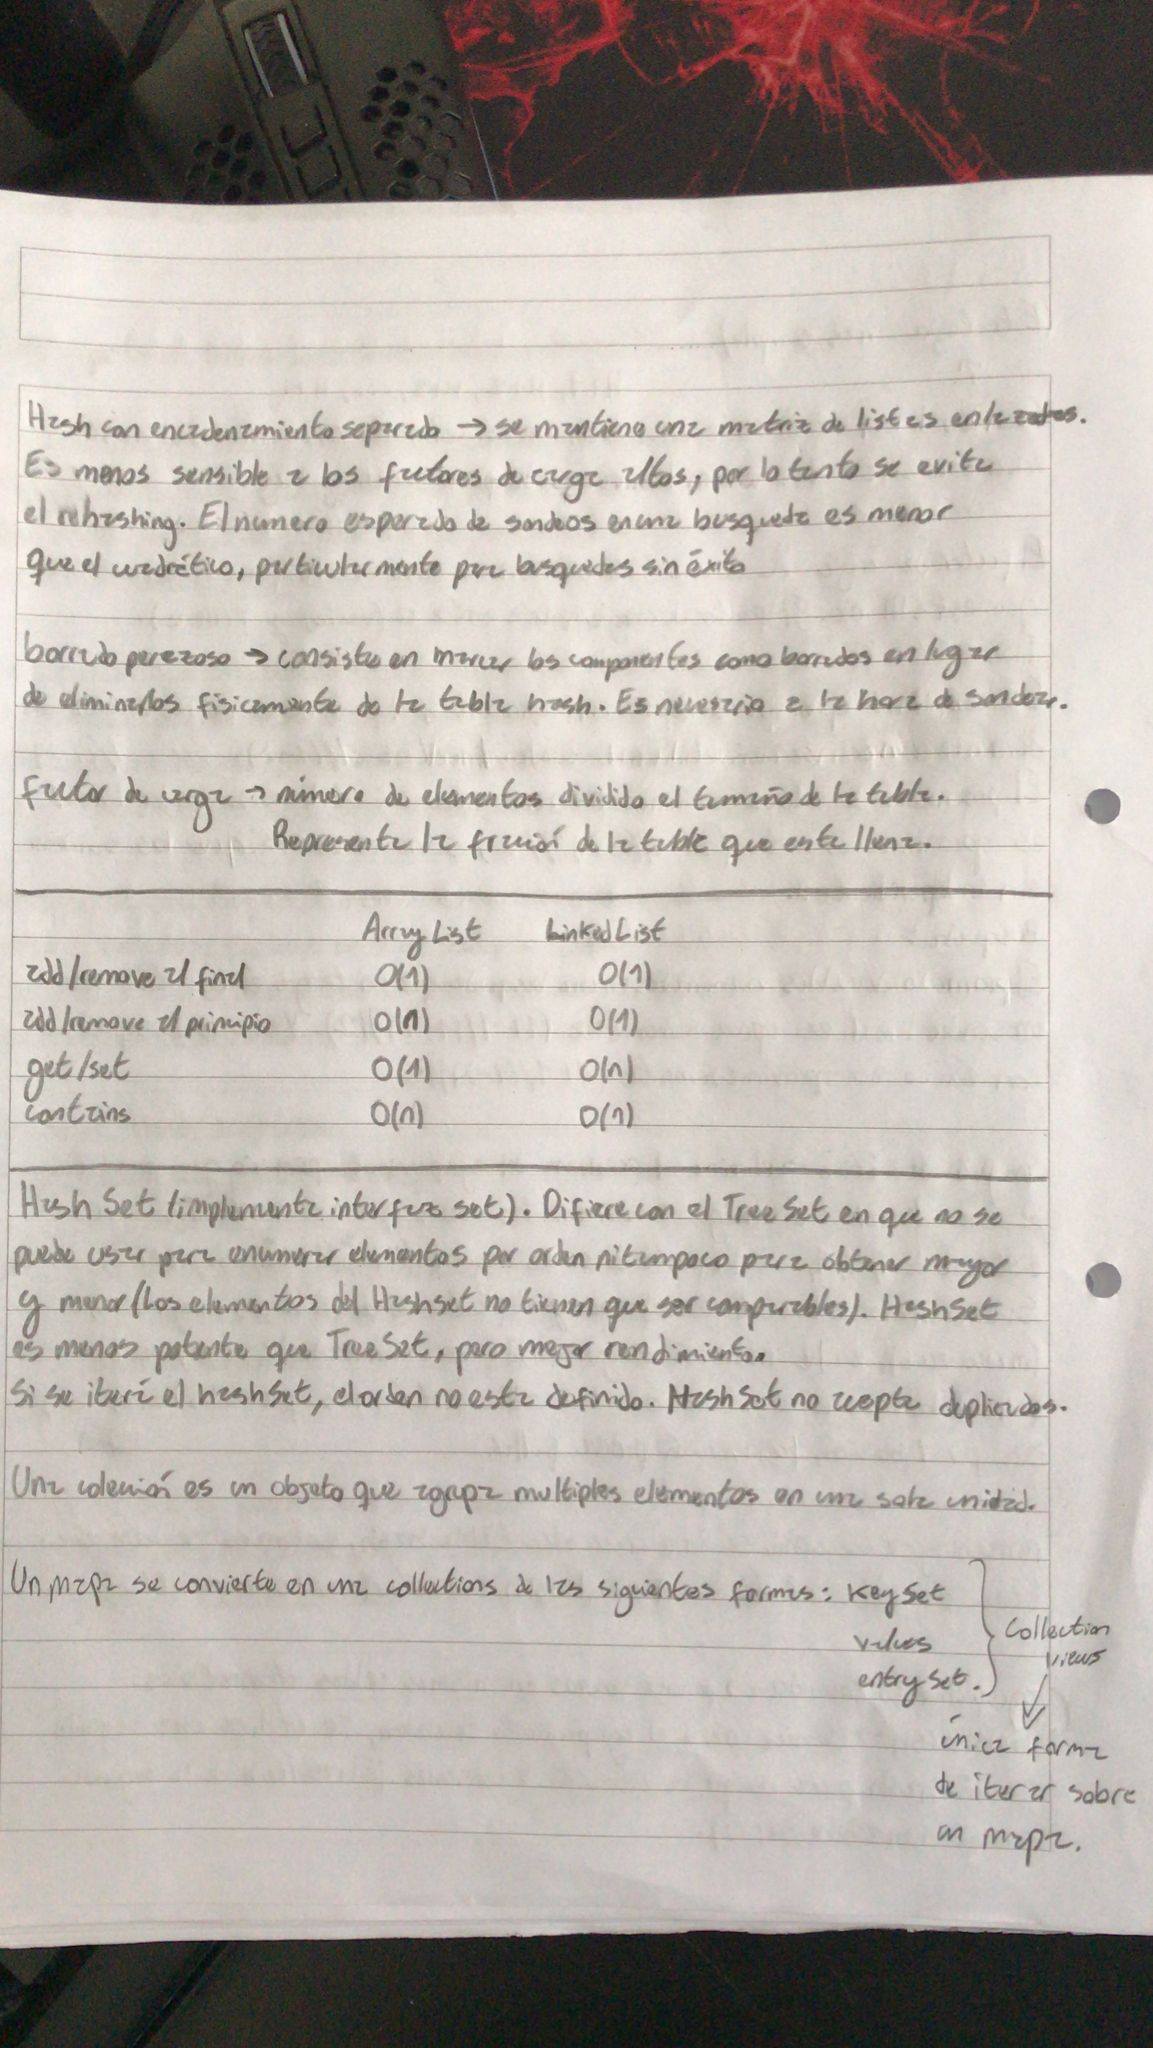 Hash con encadenamiento separado → se mantiene una matriz de listas enlazadas.
Es menos sensible a los factores de carga altos, por lo tanto se evita
el rehashing. El numero esperado de sondeos en una busqueda es menor
que el cuadrático, particularmente para busquedas sin éxito
borrado perezoso → consiste en marcar los componentes como borrados en lugar
de eliminarlos fisicamente de la tabla hash. Es necesario a la hora de sondear.
factor de carga → número de elementos dividido el tamaño de la tabla.
Representa la fracción de la tabla que esta llena.
ArrayList LinkedList
add/remove al final O(1) O(1)
add/remove al principio O(n) O(1)
get/set O(1) O(n)
contains O(n) O(n)
Hash Set (implementa interfaz set). Difiere con el TreeSet en que no se
puede usar para enumerar elementos por orden ni tampoco para obtener mayor
y menor (Los elementos del Hashset no tienen que ser comparables). HashSet
es menos potente que TreeSet, pero mejor rendimiento.
Si se iterá el hashSet, el orden no esta definido. HashSet no acepta duplicados.
Una colección es un objeto que agrupa multiples elementos en una sola unidad.
Un mapa se convierte en una collections de las siguientes formas: KeySet
values
entrySet.
Collection
views
única forma
de iterar sobre
un mapa.